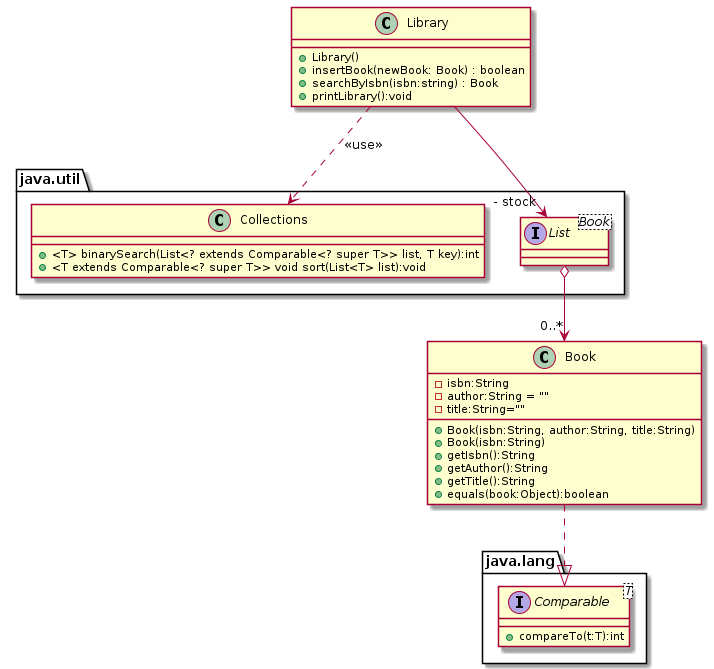 C Library
Library()
insertBook(newBook: Book) : boolean
searchByIsbn(isbn:string) : Book
printLibrary():void
«use»
java.util
- stock
C Collections
<T> binarySearch(List<? extends Comparable<? super T>> list, T key):int
<T extends Comparable<? super T>> void sort(List<T> list):void
Book
I List
0..*
C Book
isbn:String
author:String = ""
title:String=""
Book(isbn:String, author:String, title:String)
Book(isbn:String)
getIsbn():String
getAuthor():String
getTitle():String
equals(book:Object):boolean
java.lang
T
I Comparable
compareTo(t:T):int